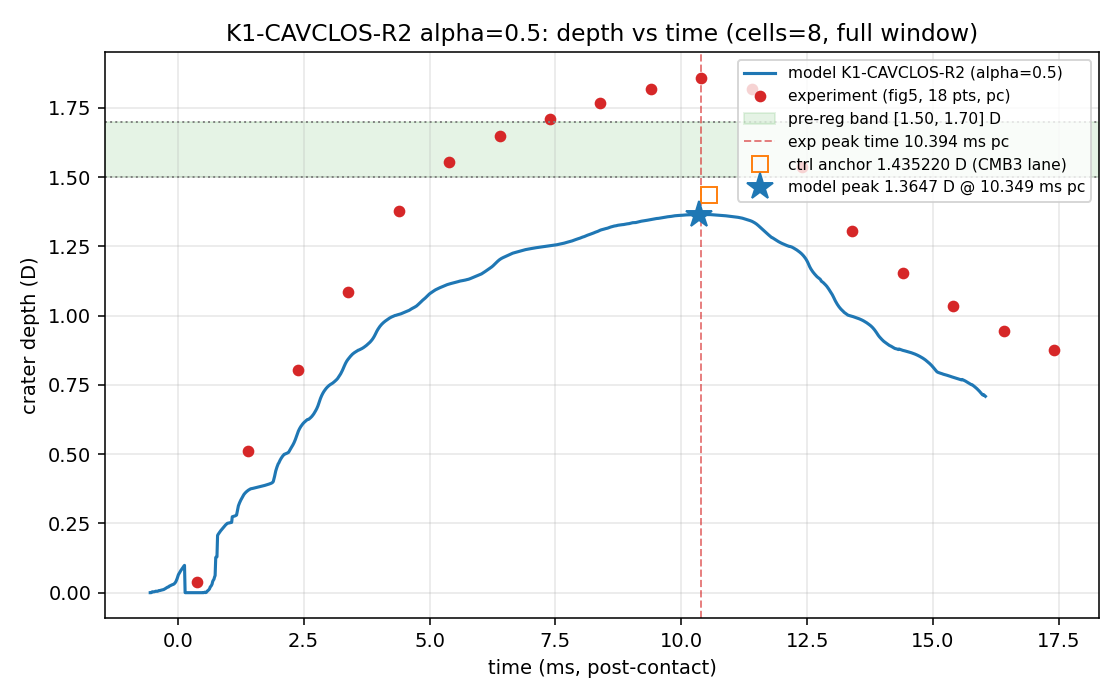 K1-CAVCLOS-R2 alpha=0.5: depth vs time (cells=8, full window)
model K1-CAVCLOS-R2 (alpha=0.5)
experiment (fig5, 18 pts, pc)
pre-reg band [1.50, 1.70] D
exp peak time 10.394 ms pc
ctrl anchor 1.435220 D (CMB3 lane)
model peak 1.3647 D @ 10.349 ms pc
crater depth (D)
1.75
1.50
1.25
1.00
0.75
0.50
0.25
0.00
0.0 2.5 5.0 7.5 10.0 12.5 15.0 17.5
time (ms, post-contact)